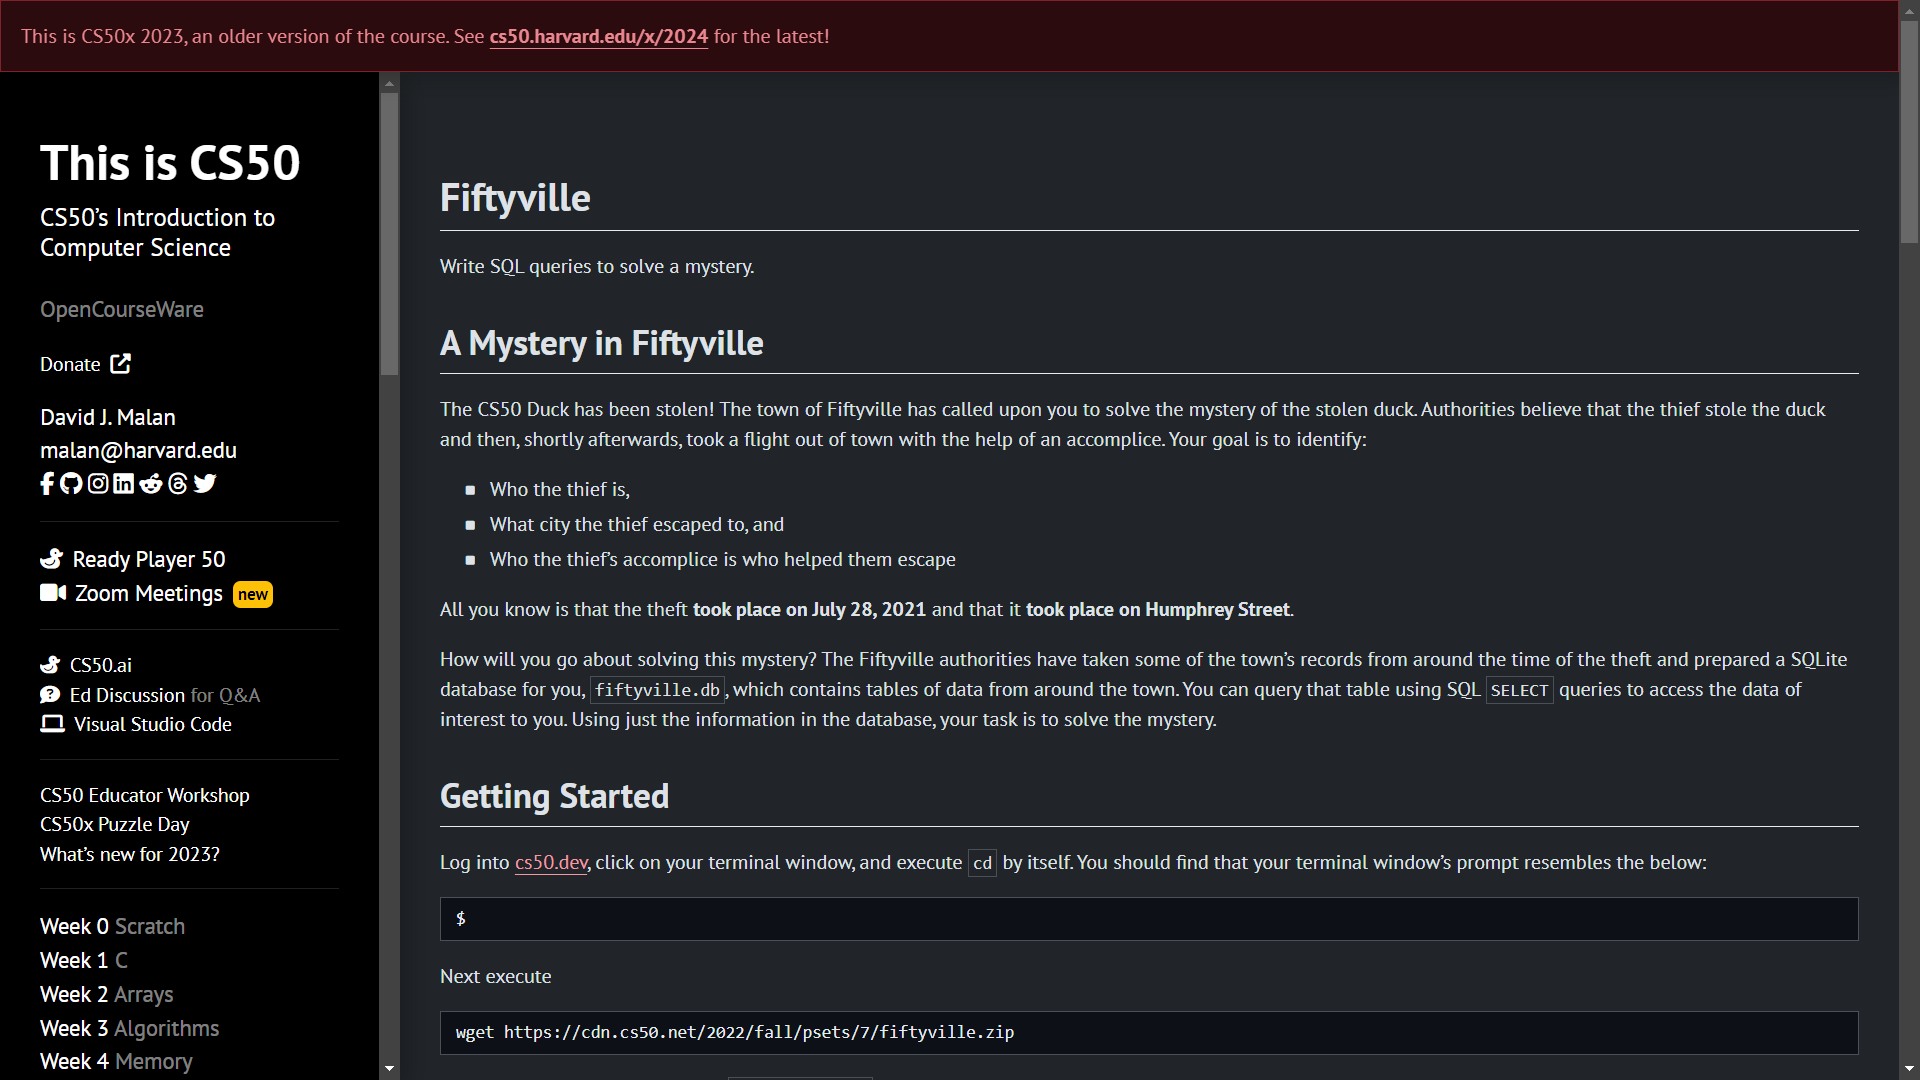 This is CS50x 2023, an older version of the course. See cs50.harvard.edu/x/2024 for the latest!
This is CS50
CS50’s Introduction to
Computer Science
OpenCourseWare
Donate
David J. Malan
malan@harvard.edu
Ready Player 50
Zoom Meetings new
CS50.ai
Ed Discussion for Q&A
Visual Studio Code
CS50 Educator Workshop
CS50x Puzzle Day
What’s new for 2023?
Week 0 Scratch
Week 1 C
Week 2 Arrays
Week 3 Algorithms
Week 4 Memory
Fiftyville
Write SQL queries to solve a mystery.
A Mystery in Fiftyville
The CS50 Duck has been stolen! The town of Fiftyville has called upon you to solve the mystery of the stolen duck. Authorities believe that the thief stole the duck
and then, shortly afterwards, took a flight out of town with the help of an accomplice. Your goal is to identify:
Who the thief is,
What city the thief escaped to, and
Who the thief’s accomplice is who helped them escape
All you know is that the theft took place on July 28, 2021 and that it took place on Humphrey Street.
How will you go about solving this mystery? The Fiftyville authorities have taken some of the town’s records from around the time of the theft and prepared a SQLite
database for you, fiftyville.db, which contains tables of data from around the town. You can query that table using SQL SELECT queries to access the data of
interest to you. Using just the information in the database, your task is to solve the mystery.
Getting Started
Log into cs50.dev, click on your terminal window, and execute cd by itself. You should find that your terminal window’s prompt resembles the below:
$
Next execute
wget https://cdn.cs50.net/2022/fall/psets/7/fiftyville.zip